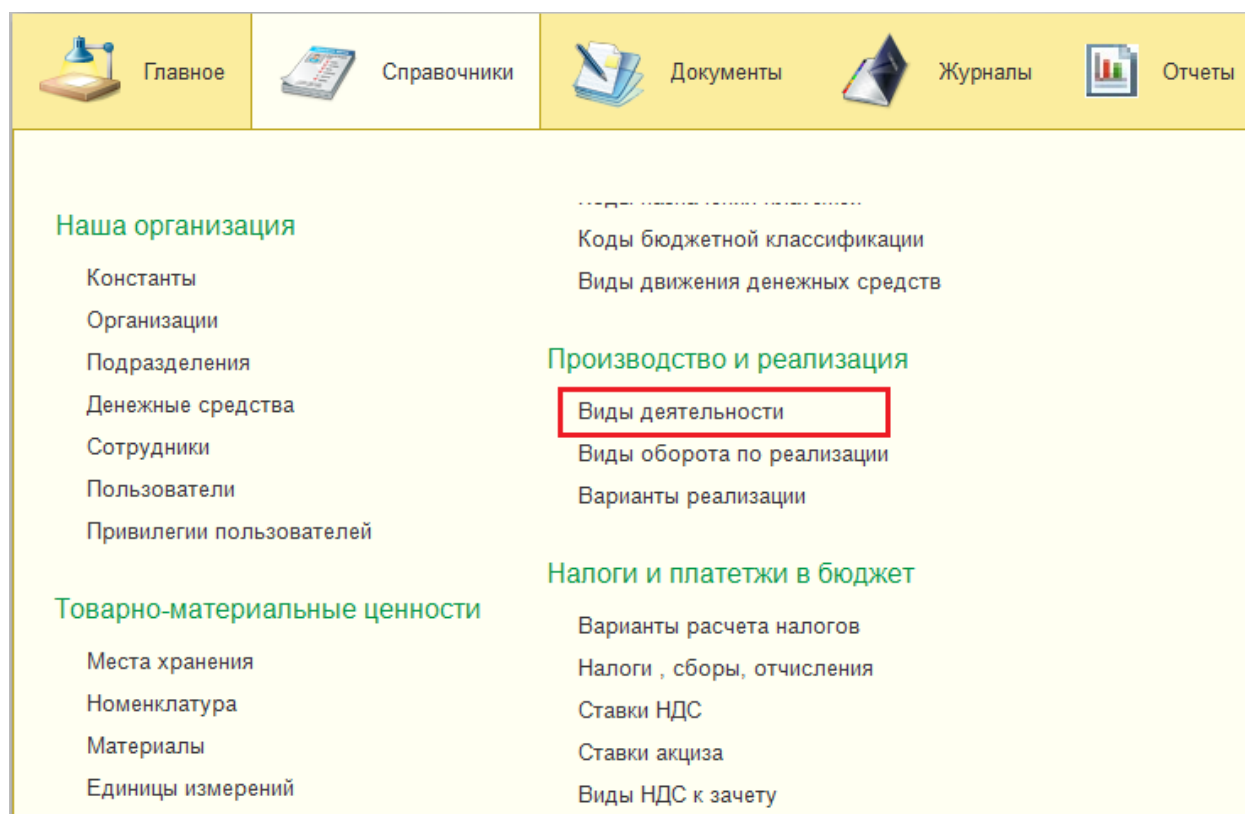 Главное
Справочники
Документы
Журналы
Отчеты
Наша организация
Константы
Организации
Подразделения
Денежные средства
Сотрудники
Пользователи
Привилегии пользователей
Товарно-материальные ценности
Места хранения
Номенклатура
Материалы
Единицы измерений
Коды бюджетной классификации
Виды движения денежных средств
Производство и реализация
Виды деятельности
Виды оборота по реализации
Варианты реализации
Налоги и платетжи в бюджет
Варианты расчета налогов
Налоги , сборы, отчисления
Ставки НДС
Ставки акциза
Виды НДС к зачету